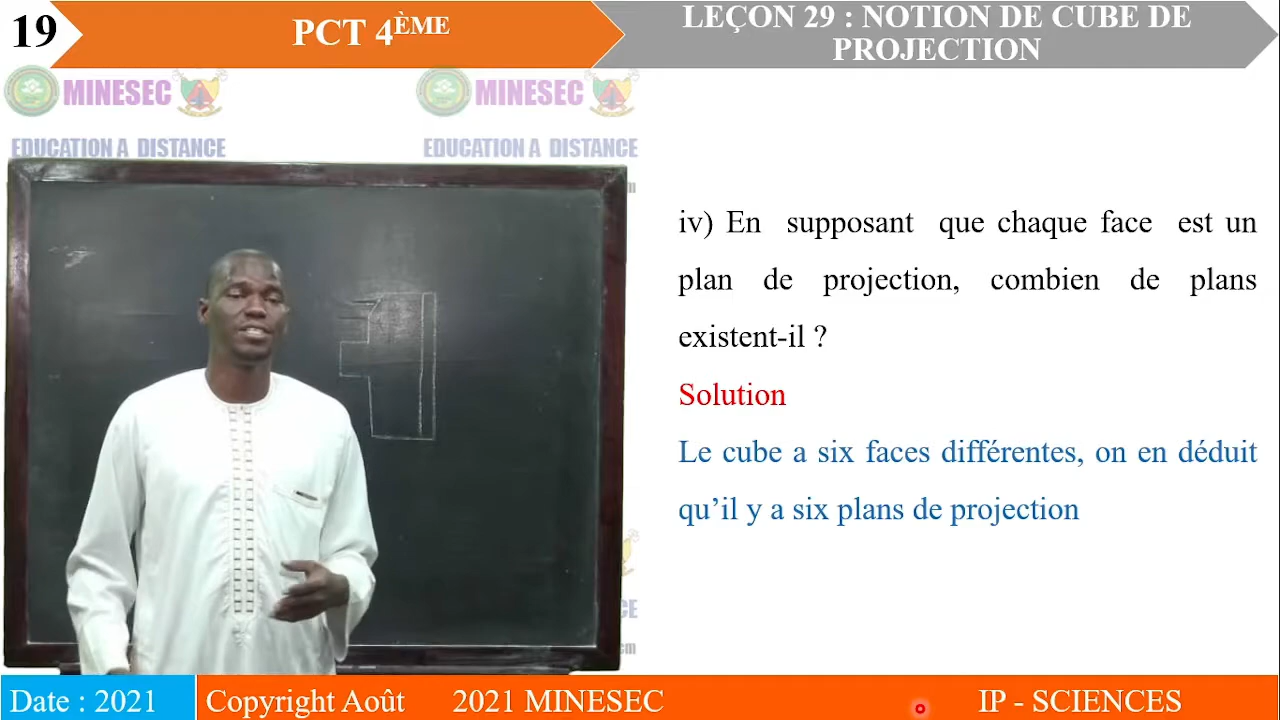 19
PCT 4ÈME
LEÇON 29 : NOTION DE CUBE DE
PROJECTION
MINESEC
MINESEC
EDUCATION A DISTANCE
EDUCATION A DISTANCE
iv) En supposant que chaque face est un
plan de projection, combien de plans
existent-il ?
Solution
Le cube a six faces différentes, on en déduit
qu’il y a six plans de projection
Date : 2021
Copyright Août 2021 MINESEC
IP - SCIENCES